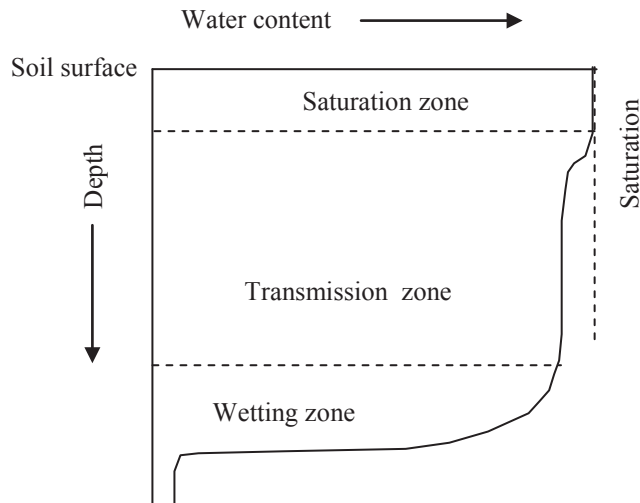 Water content
Soil surface
Saturation zone
Depth
Saturation
Transmission zone
Wetting zone